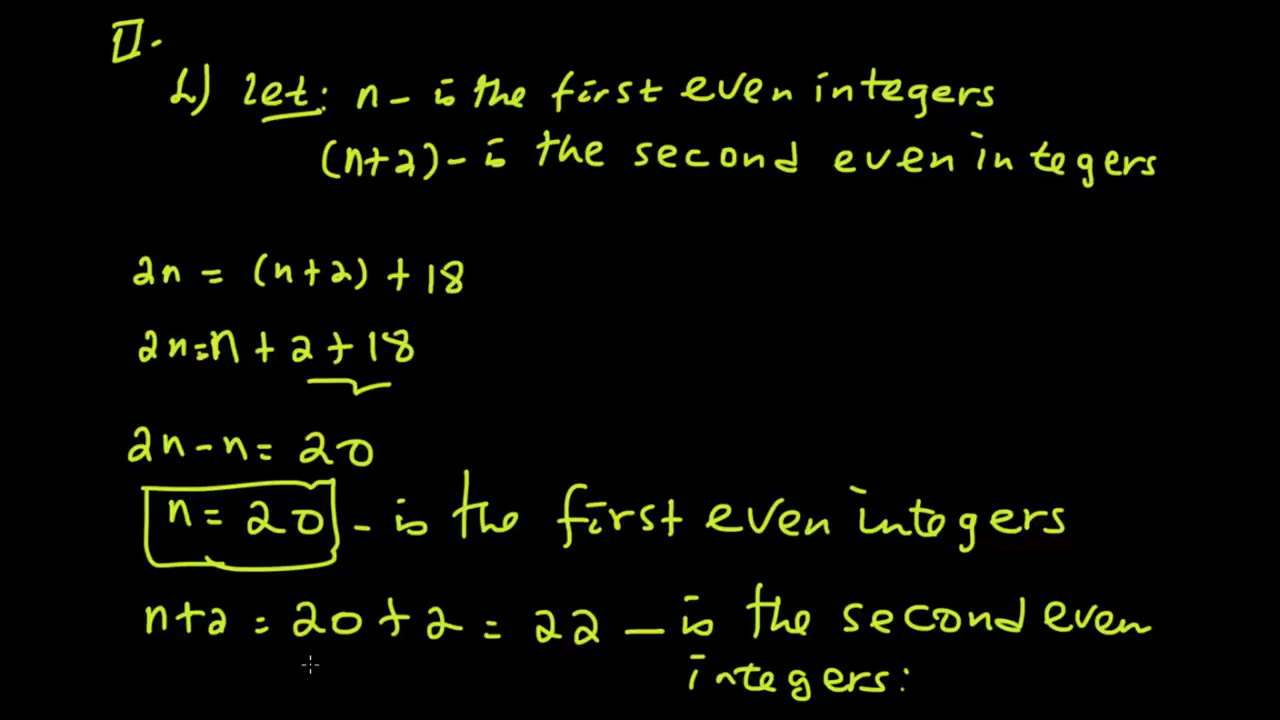 II.
1) let: n - is the first even integers
(n+2) - is the second even integers
2n = (n+2) + 18
2n = n + 2 + 18
2n - n = 20
n = 20 - is the first even integers
n+2 = 20 + 2 = 22 - is the second even
integers: